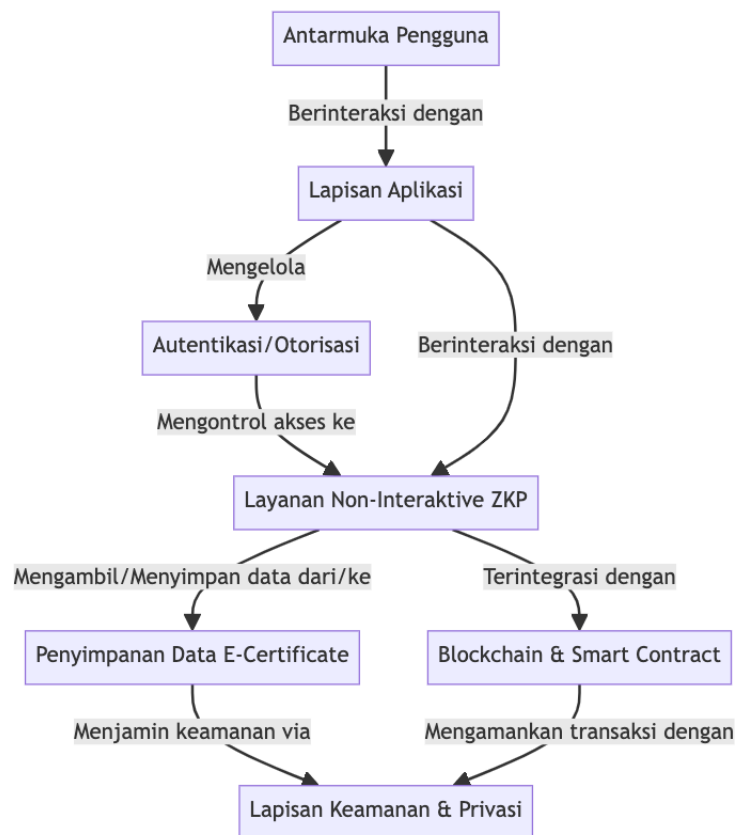 Antarmuka Pengguna
Berinteraksi dengan
Lapisan Aplikasi
Mengelola
Autentikasi/Otorisasi
Berinteraksi dengan
Mengontrol akses ke
Layanan Non-Interaktive ZKP
Mengambil/Menyimpan data dari/ke
Terintegrasi dengan
Penyimpanan Data E-Certificate
Blockchain & Smart Contract
Menjamin keamanan via
Mengamankan transaksi dengan
Lapisan Keamanan & Privasi